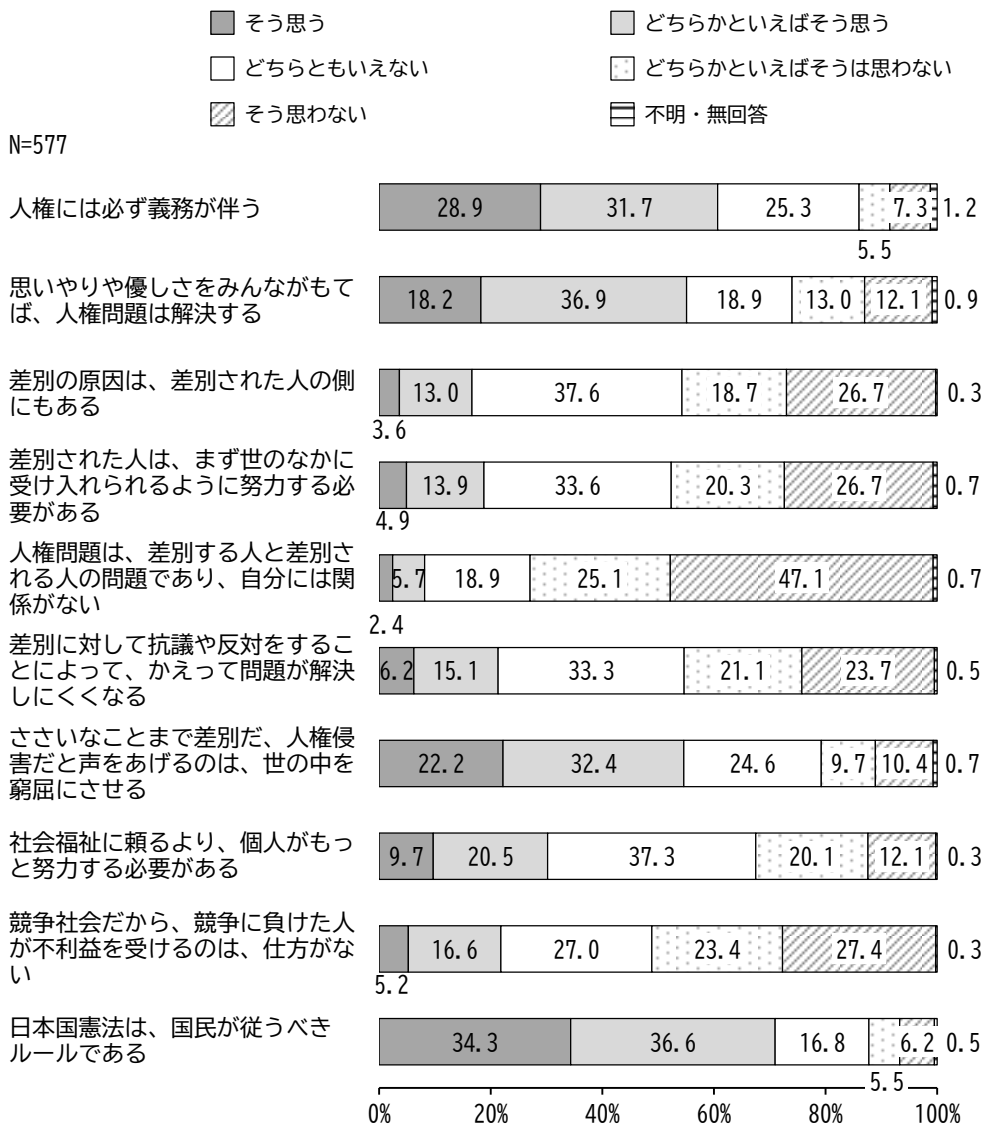 そう思う
どちらかといえばそう思う
どちらともいえない
どちらかといえばそうは思わない
そう思わない
不明・無回答
N=577
人権には必ず義務が伴う
28.9
31.7
25.3
5.5
7.3
1.2
思いやりや優しさをみんながもて
ば、人権問題は解決する
18.2
36.9
18.9
13.0
12.1
0.9
差別の原因は、差別された人の側
にもある
3.6
13.0
37.6
18.7
26.7
0.3
差別された人は、まず世のなかに
受け入れられるように努力する必
要がある
4.9
13.9
33.6
20.3
26.7
0.7
人権問題は、差別する人と差別さ
れる人の問題であり、自分には関
係がない
2.4
5.7
18.9
25.1
47.1
0.7
差別に対して抗議や反対をするこ
とによって、かえって問題が解決
しにくくなる
6.2
15.1
33.3
21.1
23.7
0.5
ささいなことまで差別だ、人権侵
害だと声をあげるのは、世の中を
窮屈にさせる
22.2
32.4
24.6
9.7
10.4
0.7
社会福祉に頼るより、個人がもっ
と努力する必要がある
9.7
20.5
37.3
20.1
12.1
0.3
競争社会だから、競争に負けた人
が不利益を受けるのは、仕方がな
い
5.2
16.6
27.0
23.4
27.4
0.3
日本国憲法は、国民が従うべき
ルールである
34.3
36.6
16.8
5.5
6.2
0.5
0%
20%
40%
60%
80%
100%